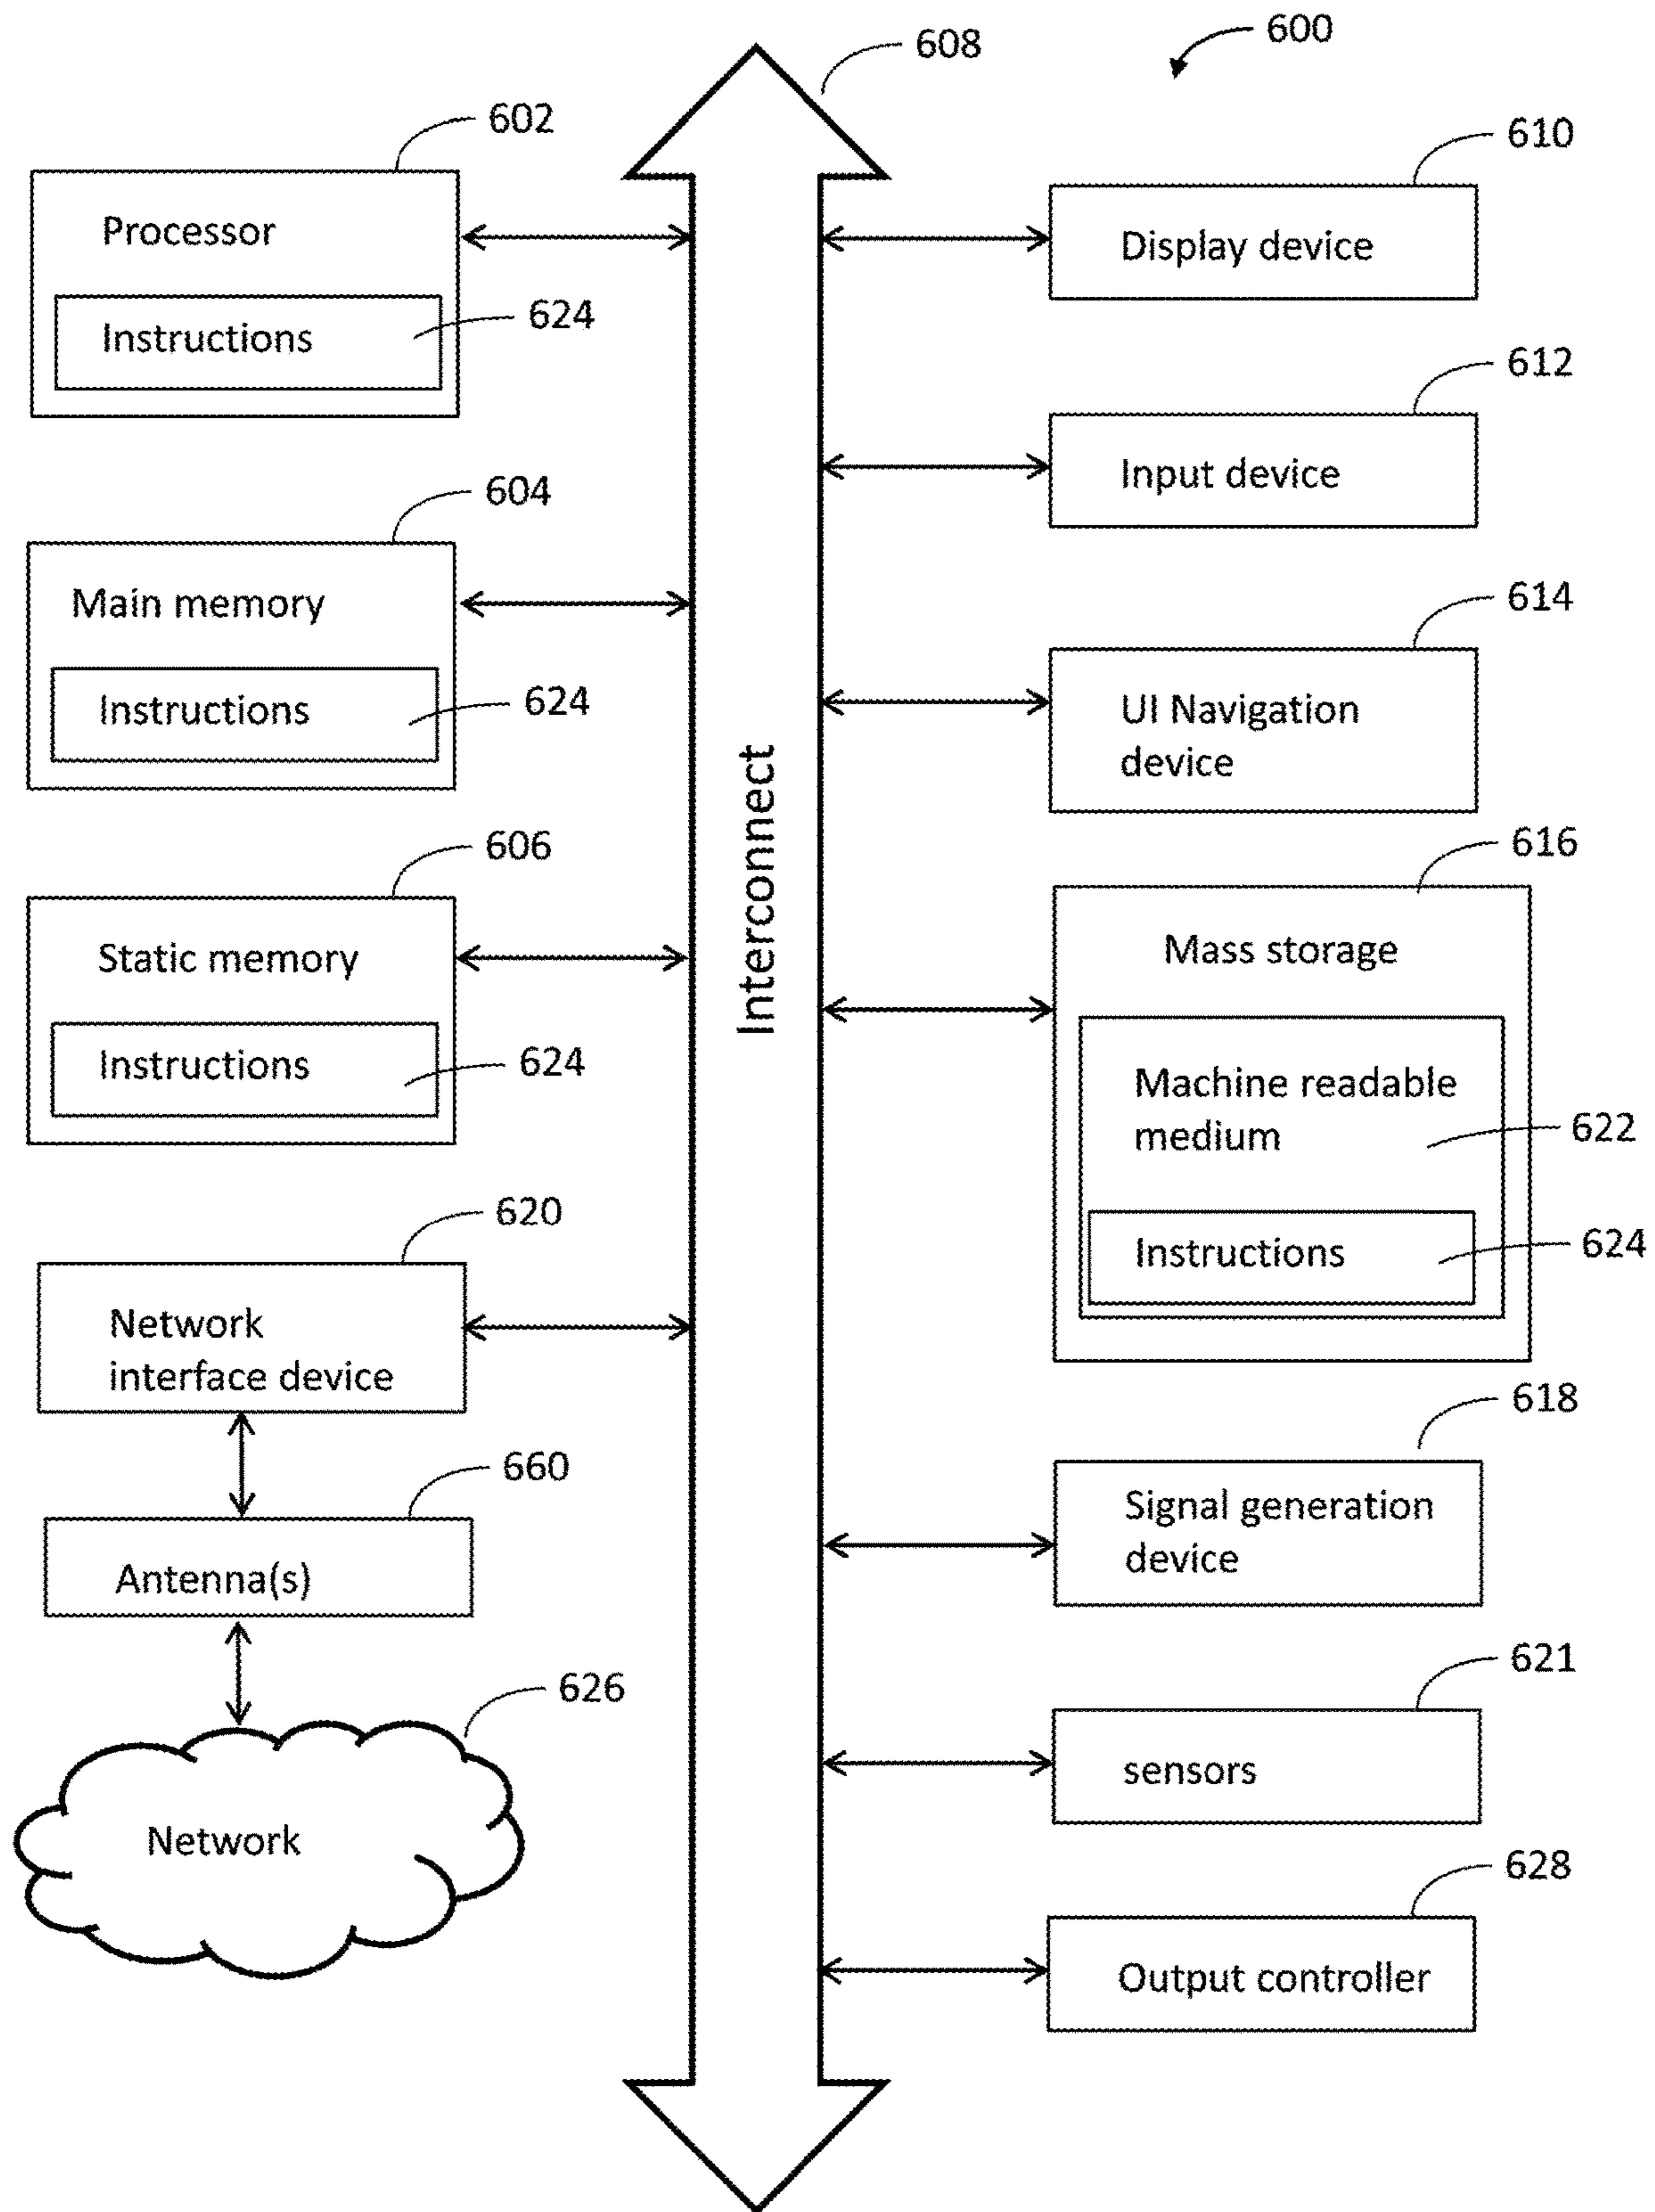 600
608
602
Processor
Instructions
624
604
Main memory
Instructions
624
606
Static memory
Instructions
624
620
Network
interface device
660
Antenna(s)
626
Network
Interconnect
610
Display device
612
Input device
614
UI Navigation
device
616
Mass storage
Machine readable
medium
622
Instructions
624
618
Signal generation
device
621
sensors
628
Output controller